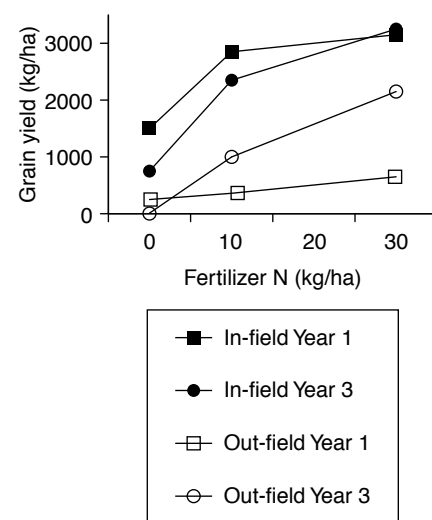 Grain yield (kg/ha)
3000
2000
1000
0
0 10 20 30
Fertilizer N (kg/ha)
In-field Year 1
In-field Year 3
Out-field Year 1
Out-field Year 3